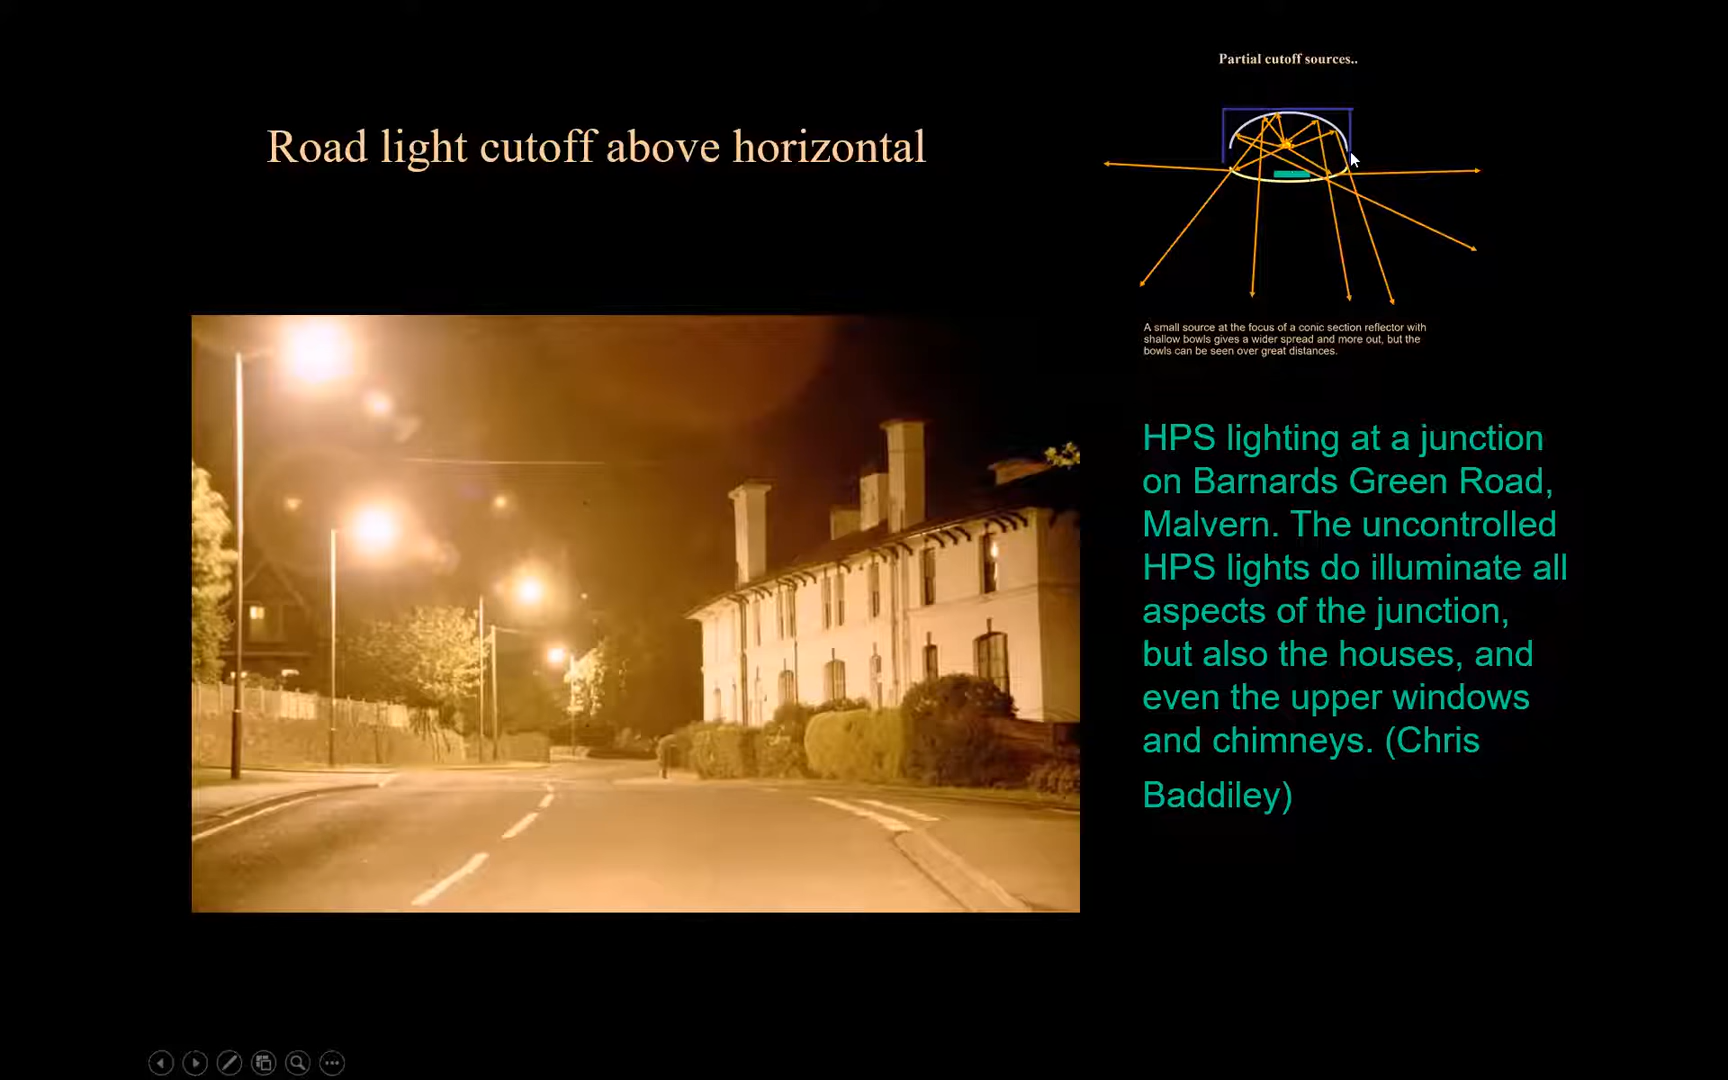 Partial cutoff sources..
Road light cutoff above horizontal
A small source at the focus of a conic section reflector with
shallow bowls gives a wider spread and more out, but the
bowls can be seen over great distances.
HPS lighting at a junction
on Barnards Green Road,
Malvern. The uncontrolled
HPS lights do illuminate all
aspects of the junction,
but also the houses, and
even the upper windows
and chimneys. (Chris
Baddiley)